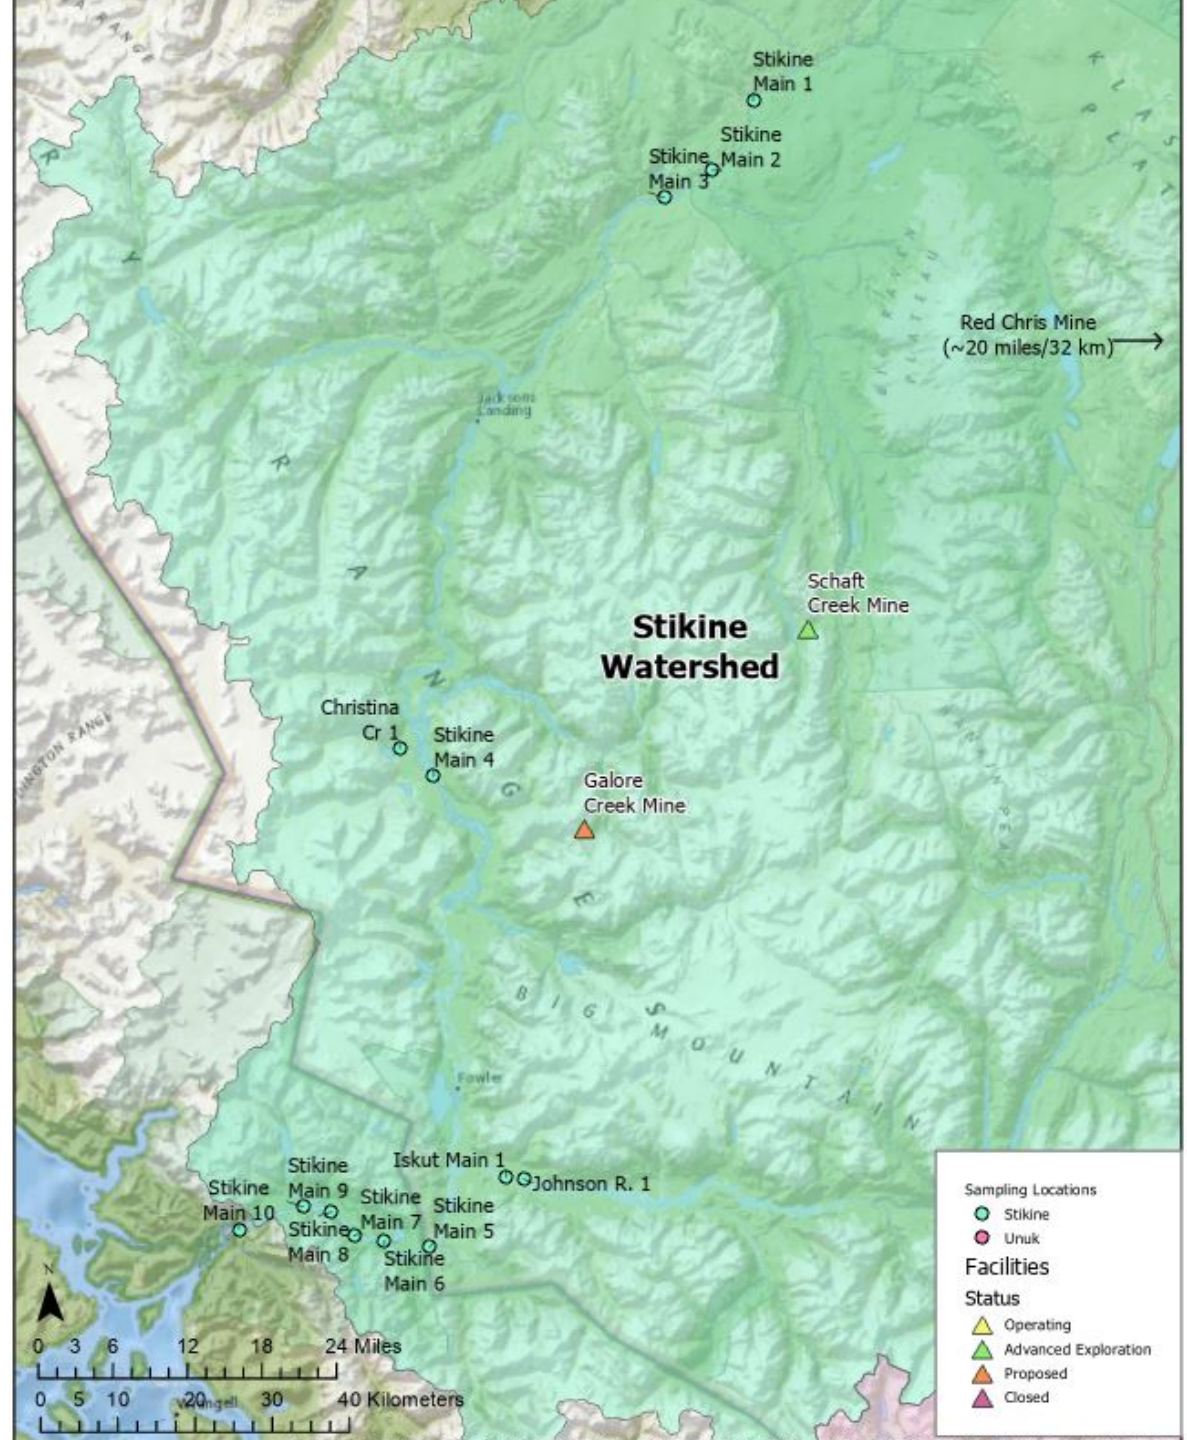 Stikine
Main 1
Stikine
Main 2
Stikine
Main 3
Red Chris Mine
(~20 miles/32 km)
Jacksons
Landing
Schaft
Creek Mine
Stikine
Watershed
Christina
Cr 1
Stikine
Main 4
Galore
Creek Mine
RANGE
PLATEAU
BIG
MOUNTAIN
Fowler
Iskut Main 1
Johnson R. 1
Stikine
Main 9
Stikine
Main 10
Stikine
Main 7
Stikine
Main 5
Stikine
Main 8
Stikine
Main 6
N
0 3 6 12 18 24 Miles
0 5 10 20 30 40 Kilometers
Wrangell
Sampling Locations
Stikine
Unuk
Facilities
Status
Operating
Advanced Exploration
Proposed
Closed